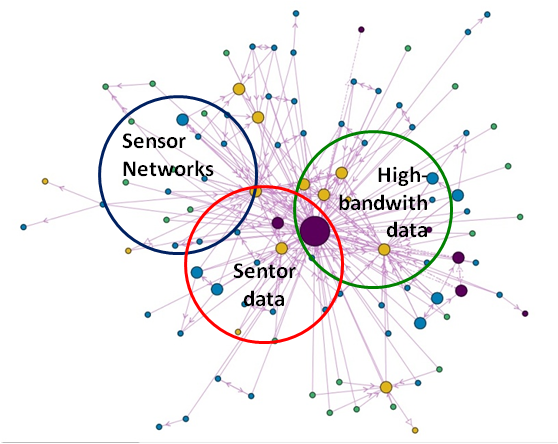 Sensor
Networks
High-
bandwith
data
Sentor
data